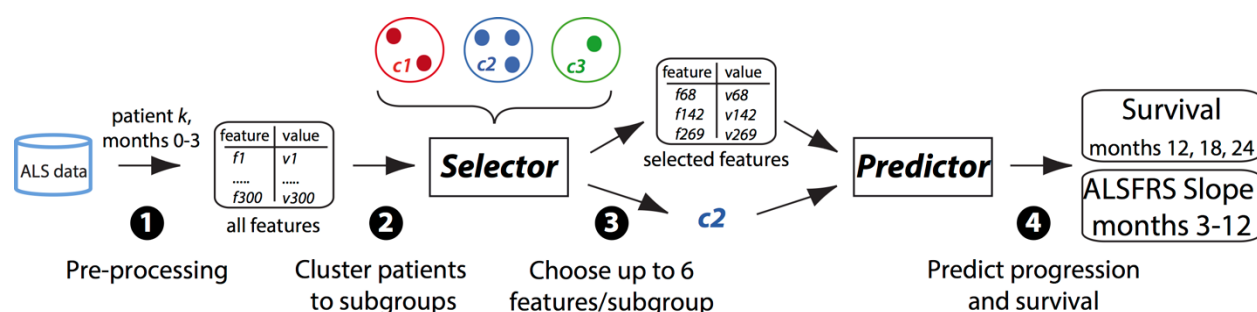 c1
c2
c3
patient k,
months 0-3
ALS data
feature value
f1 v1
..... .....
f300 v300
all features
Selector
feature value
f68 v68
f142 v142
f269 v269
selected features
c2
Predictor
Survival
months 12, 18, 24
ALSFRS Slope
months 3-12
1
Pre-processing
2
Cluster patients
to subgroups
3
Choose up to 6
features/subgroup
4
Predict progression
and survival